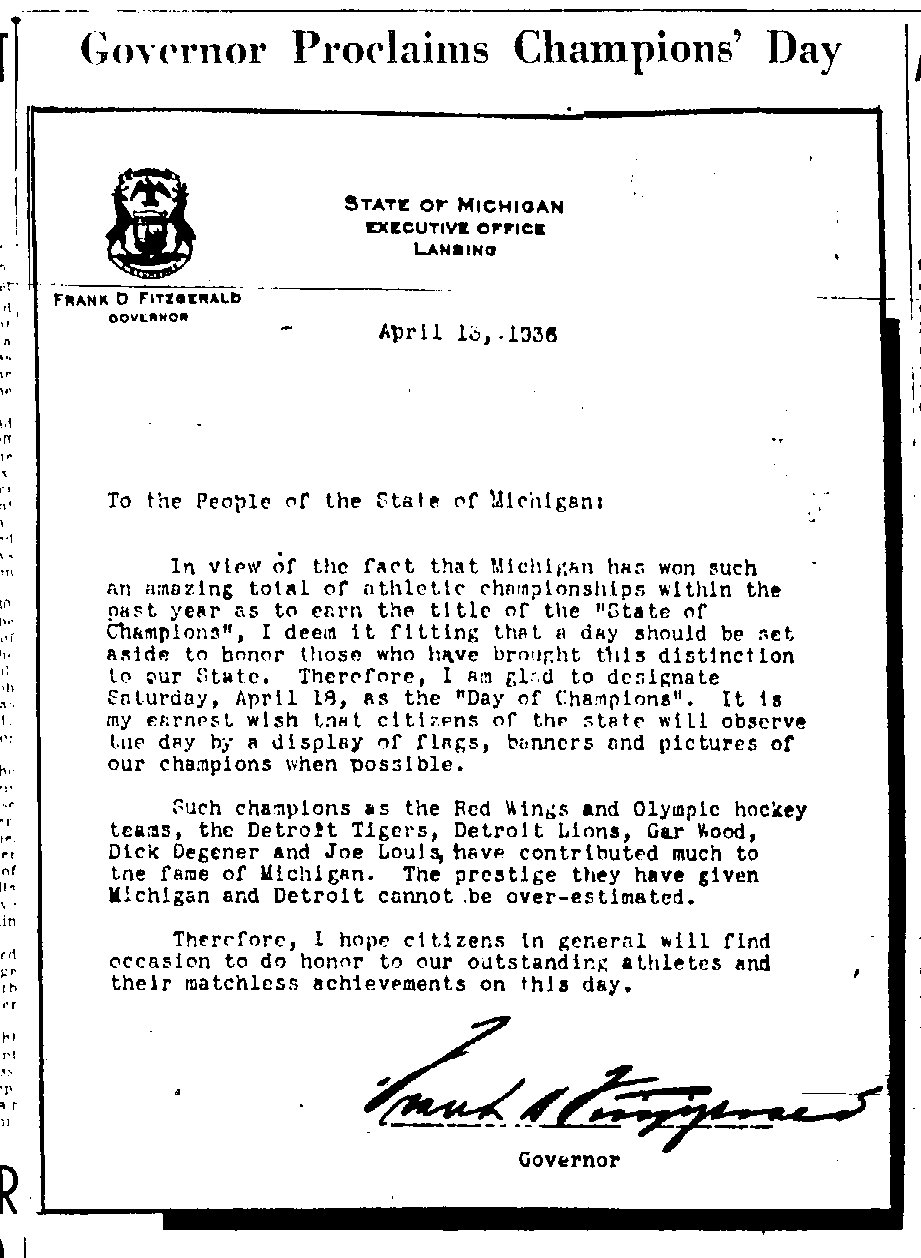 Governor Proclaims Champions' Day
STATE OF MICHIGAN
EXECUTIVE OFFICE
LANSING
FRANK D FITZGERALD
GOVERNOR
April 1936
To the People of the State of Michigan:
In view of the fact that Michigan has won such
an amazing total of athletic championships within the
past year as to earn the title of the "State of
Champions", I deem it fitting that a day should be set
aside to honor those who have brought this distinction
to our State. Therefore, I am glad to designate
Saturday, April 18, as the "Day of Champions". It is
my earnest wish that citizens of the state will observe
the day by a display of flags, banners and pictures of
our champions when possible.
Such champions as the Red Wings and Olympic hockey
teams, the Detroit Tigers, Detroit Lions, Gar Wood,
Dick Degener and Joe Louis, have contributed much to
the fame of Michigan. The prestige they have given
Michigan and Detroit cannot be over-estimated.
Therefore, I hope citizens in general will find
occasion to do honor to our outstanding athletes and
their matchless achievements on this day.
Frank D Fitzgerald
Governor